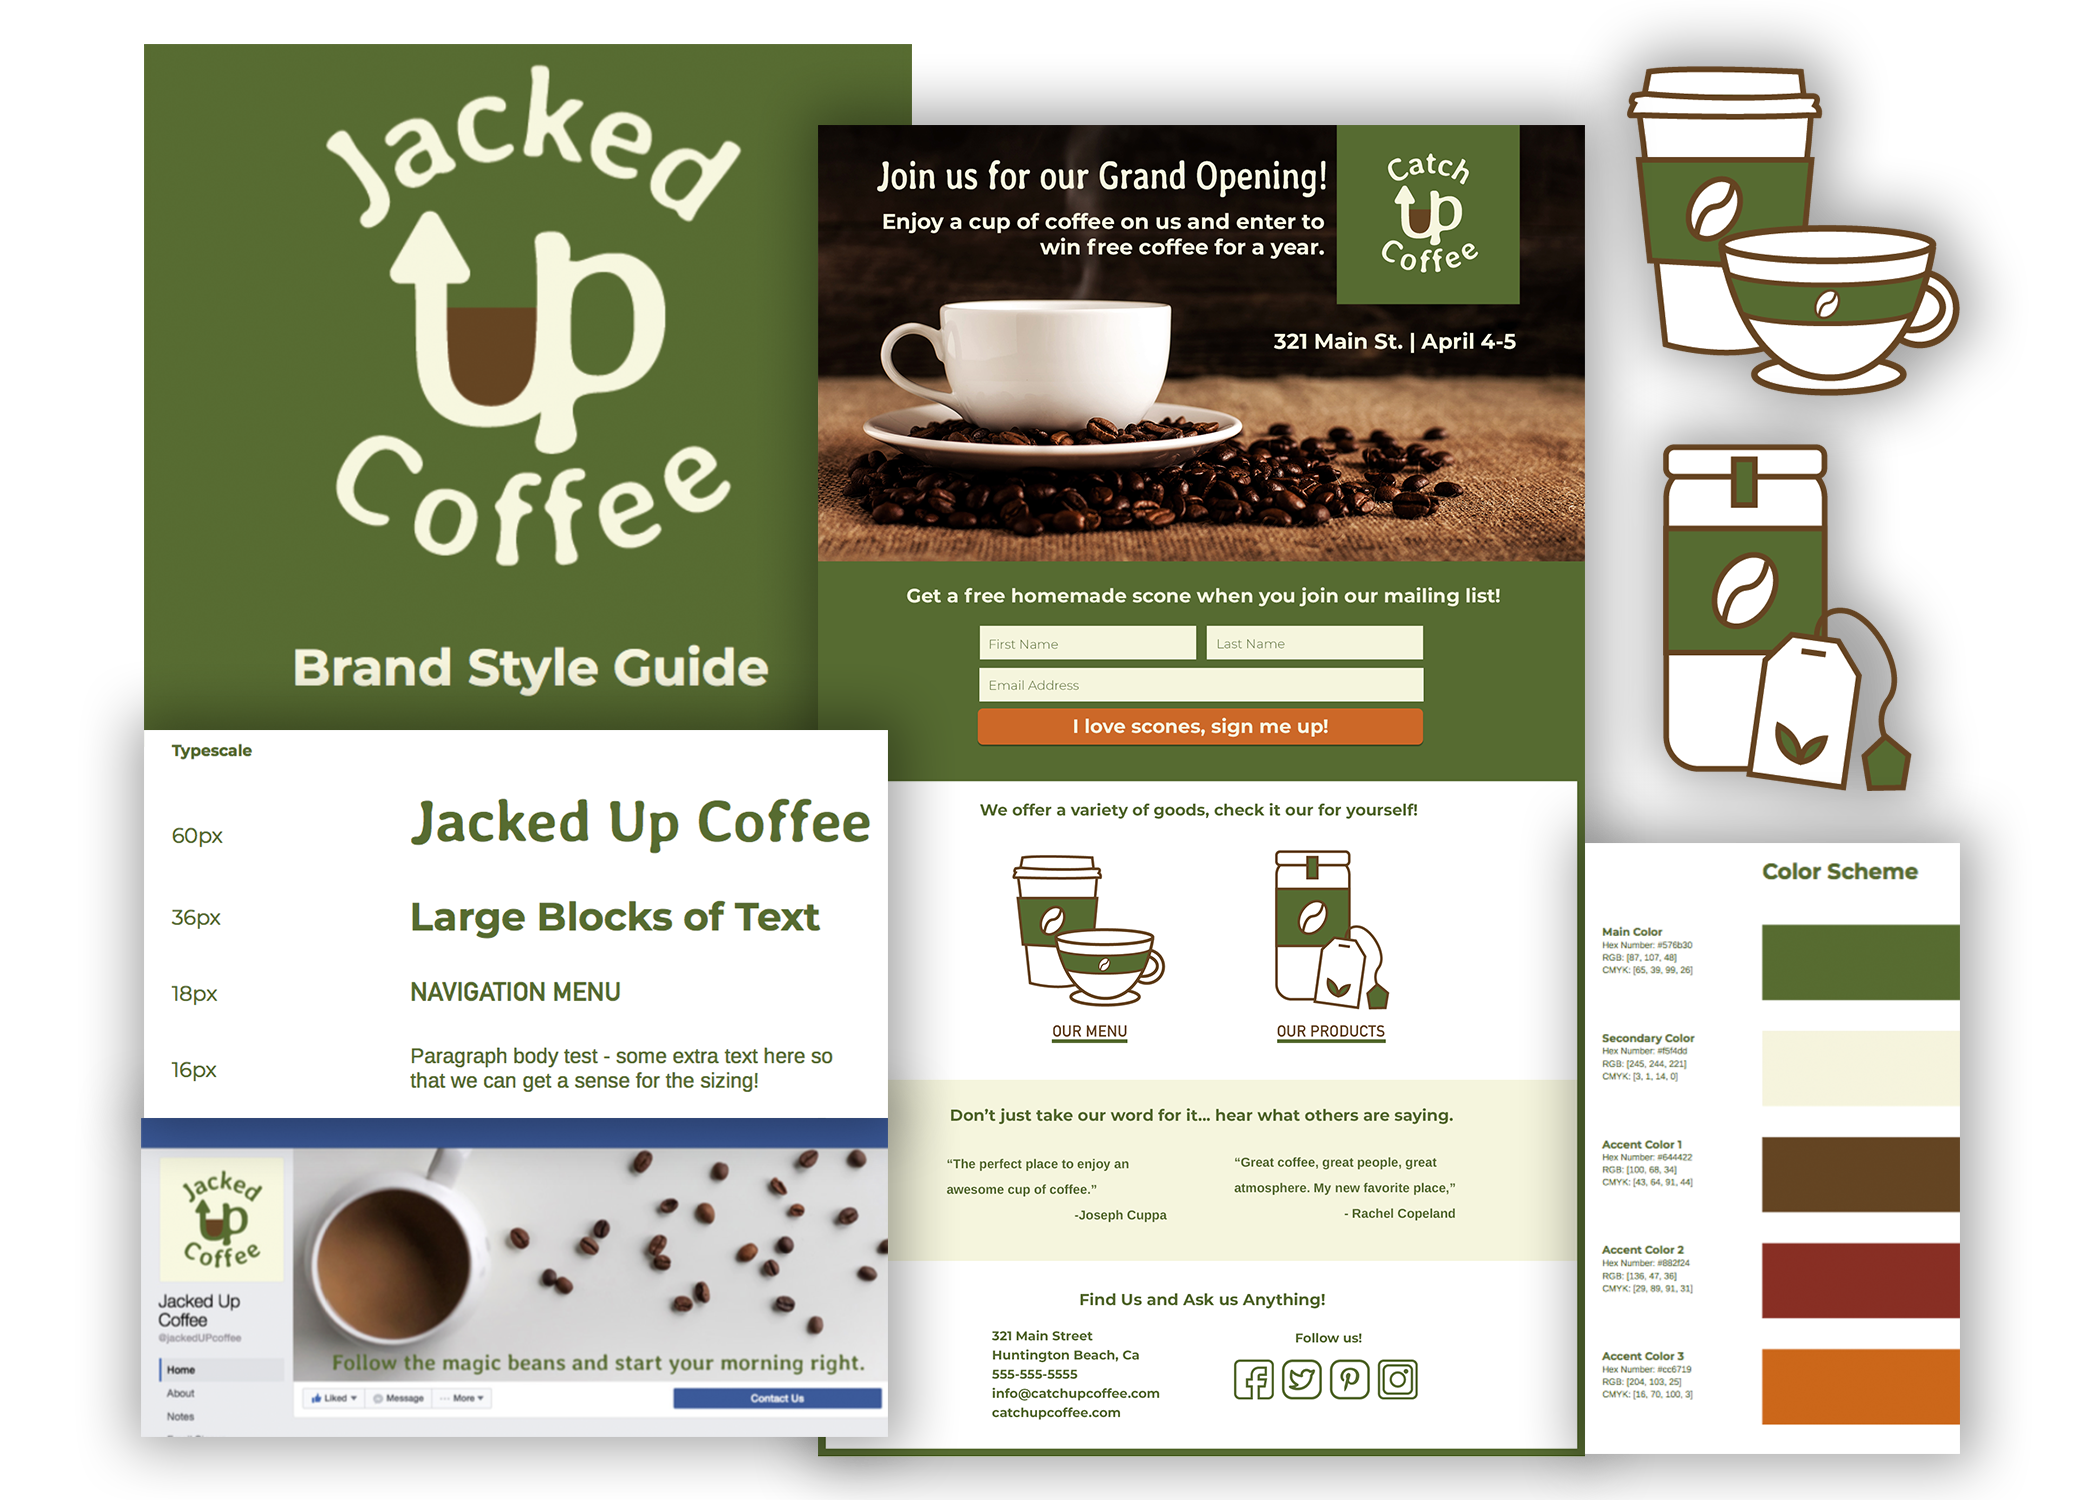 Jacked
up
Coffee
Brand Style Guide
Typescale
60px
Jacked Up Coffee
36px
Large Blocks of Text
18px
NAVIGATION MENU
16px
Paragraph body test - some extra text here so
that we can get a sense for the sizing!
Jacked
up
Coffee
Jacked Up
Coffee
@jackedUPcoffee
Home
About
Notes
Follow the magic beans and start your morning right.
Liked
Message
More
Contact Us
Join us for our Grand Opening!
Enjoy a cup of coffee on us and enter to
win free coffee for a year.
Catch
up
Coffee
321 Main St. | April 4-5
Get a free homemade scone when you join our mailing list!
First Name
Last Name
Email Address
I love scones, sign me up!
We offer a variety of goods, check it our for yourself!
OUR MENU
OUR PRODUCTS
Don't just take our word for it... hear what others are saying.
“The perfect place to enjoy an
awesome cup of coffee.”
-Joseph Cuppa
“Great coffee, great people, great
atmosphere. My new favorite place,”
- Rachel Copeland
Find Us and Ask us Anything!
321 Main Street
Huntington Beach, Ca
555-555-5555
info@catchupcoffee.com
catchupcoffee.com
Follow us!
Color Scheme
Main Color
Hex Number: #576b30
RGB: [87, 107, 48]
CMYK: [65, 39, 99, 26]
Secondary Color
Hex Number: #f5f4dd
RGB: [245, 244, 221]
CMYK: [3, 1, 14, 0]
Accent Color 1
Hex Number: #644422
RGB: [100, 68, 34]
CMYK: [43, 64, 91, 44]
Accent Color 2
Hex Number: #882f24
RGB: [136, 47, 36]
CMYK: [29, 89, 91, 31]
Accent Color 3
Hex Number: #cc6719
RGB: [204, 103, 25]
CMYK: [16, 70, 100, 3]